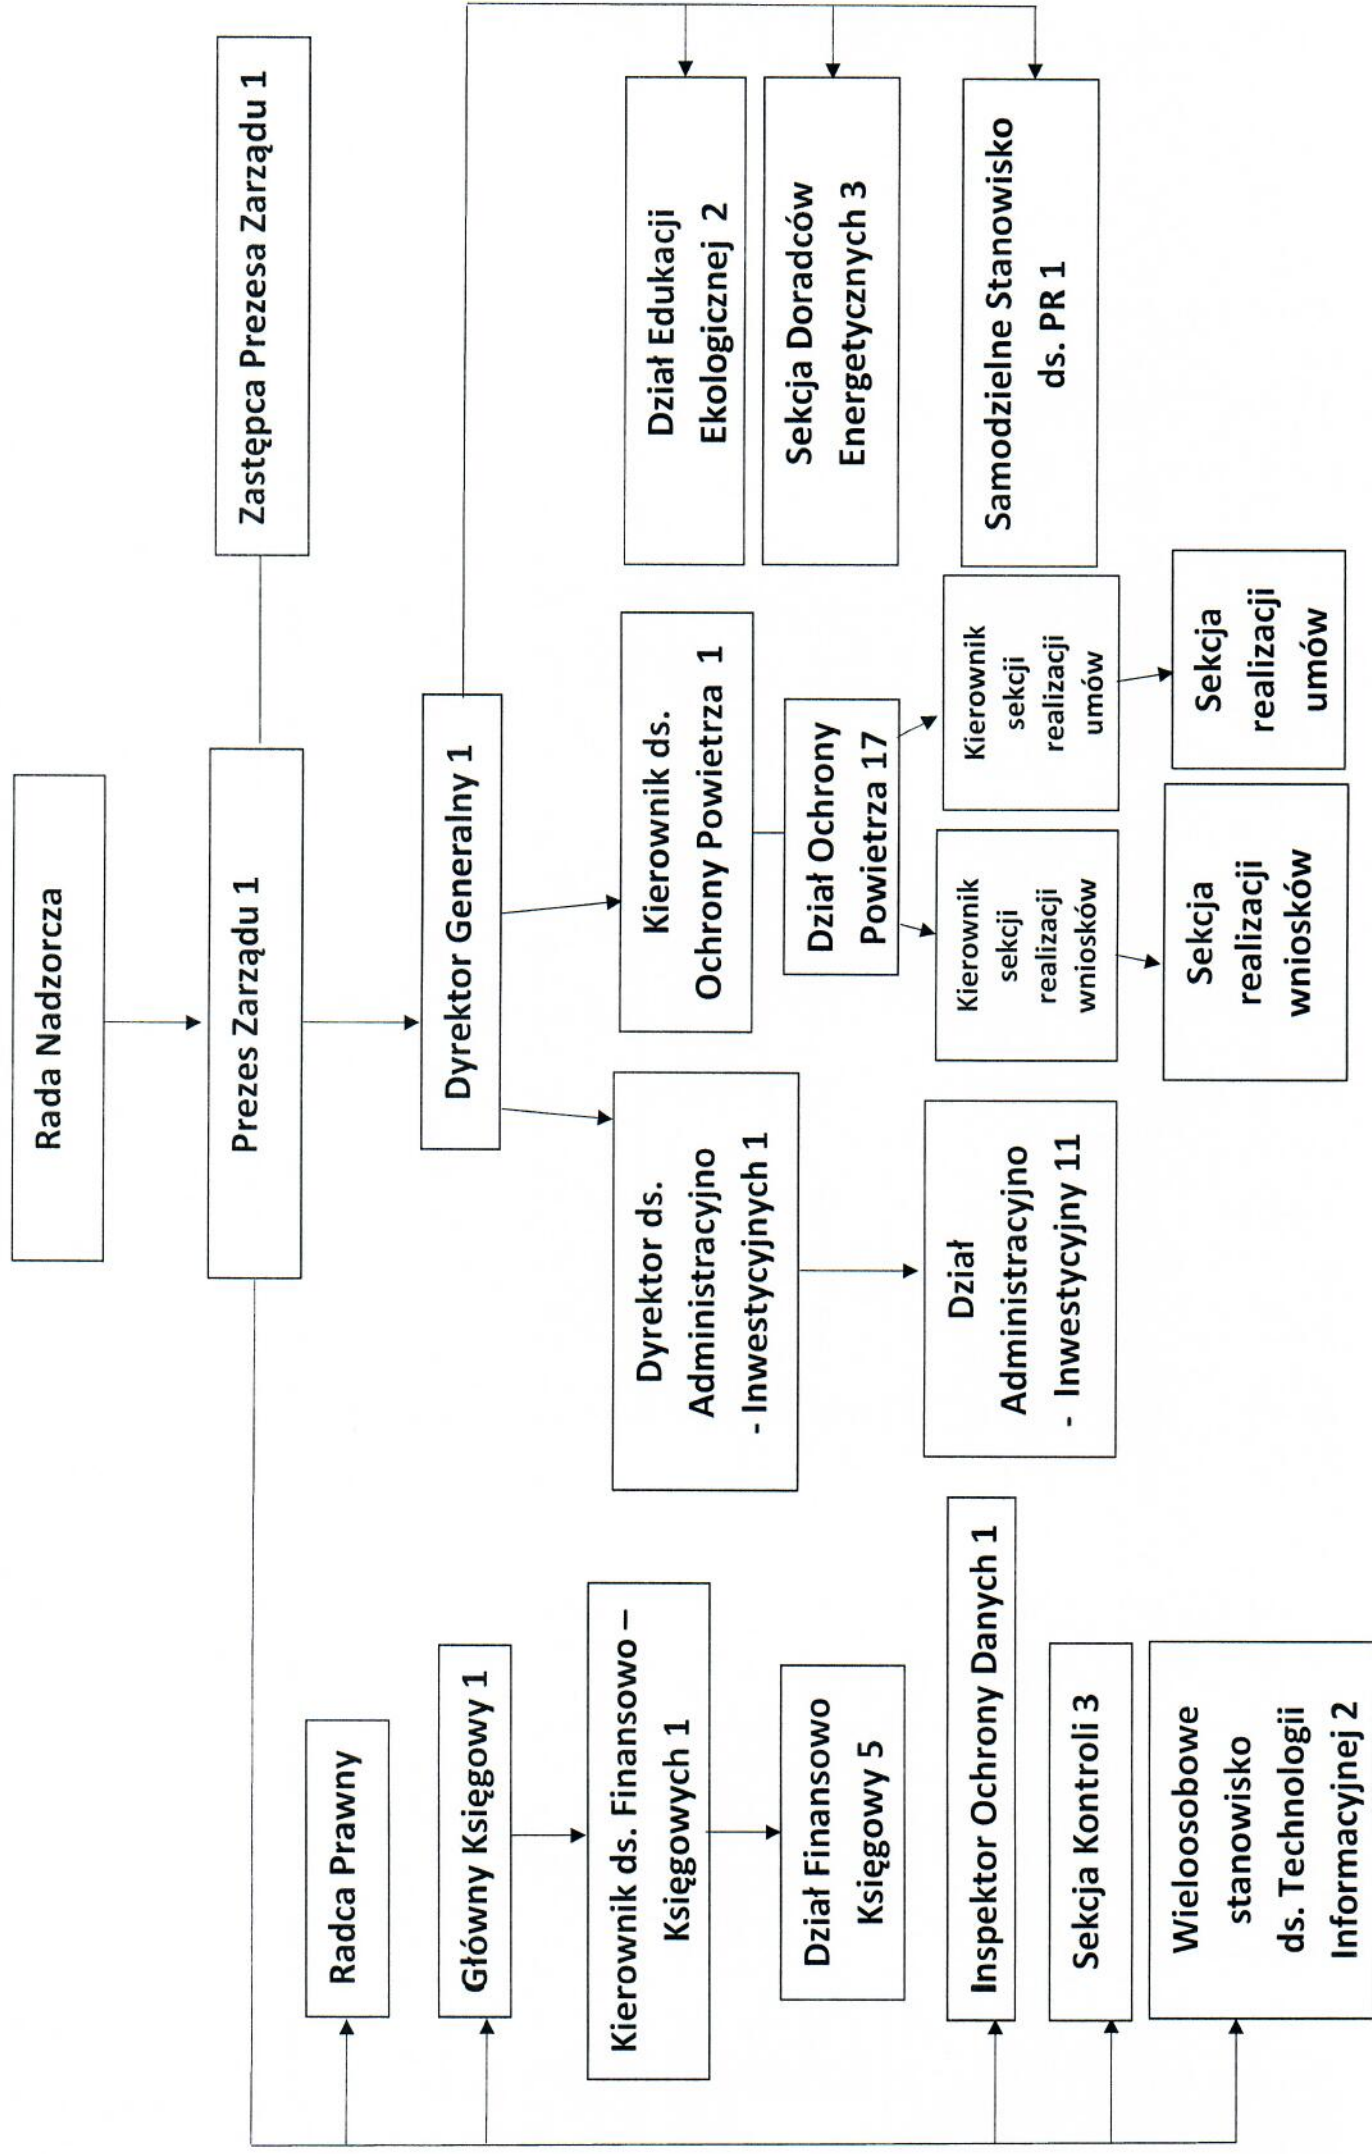 Rada Nadzorcza
Prezes Zarządu 1
Zastępca Prezesa Zarządu 1
Radca Prawny
Główny Księgowy 1
Kierownik ds. Finansowo –
Księgowych 1
Dział Finansowo
Księgowy 5
Inspektor Ochrony Danych 1
Sekcja Kontroli 3
Wieloosobowe
stanowisko
ds. Technologii
Informacyjnej 2
Dyrektor Generalny 1
Dyrektor ds.
Administracyjno
- Inwestycyjnych 1
Dział
Administracyjno
- Inwestycyjny 11
Kierownik ds.
Ochrony Powietrza 1
Dział Ochrony
Powietrza 17
Kierownik
sekcji
realizacji
wniosków
Sekcja
realizacji
wniosków
Kierownik
sekcji
realizacji
umów
Sekcja
realizacji
umów
Dział Edukacji
Ekologicznej 2
Sekcja Doradców
Energetycznych 3
Samodzielne Stanowisko
ds. PR 1